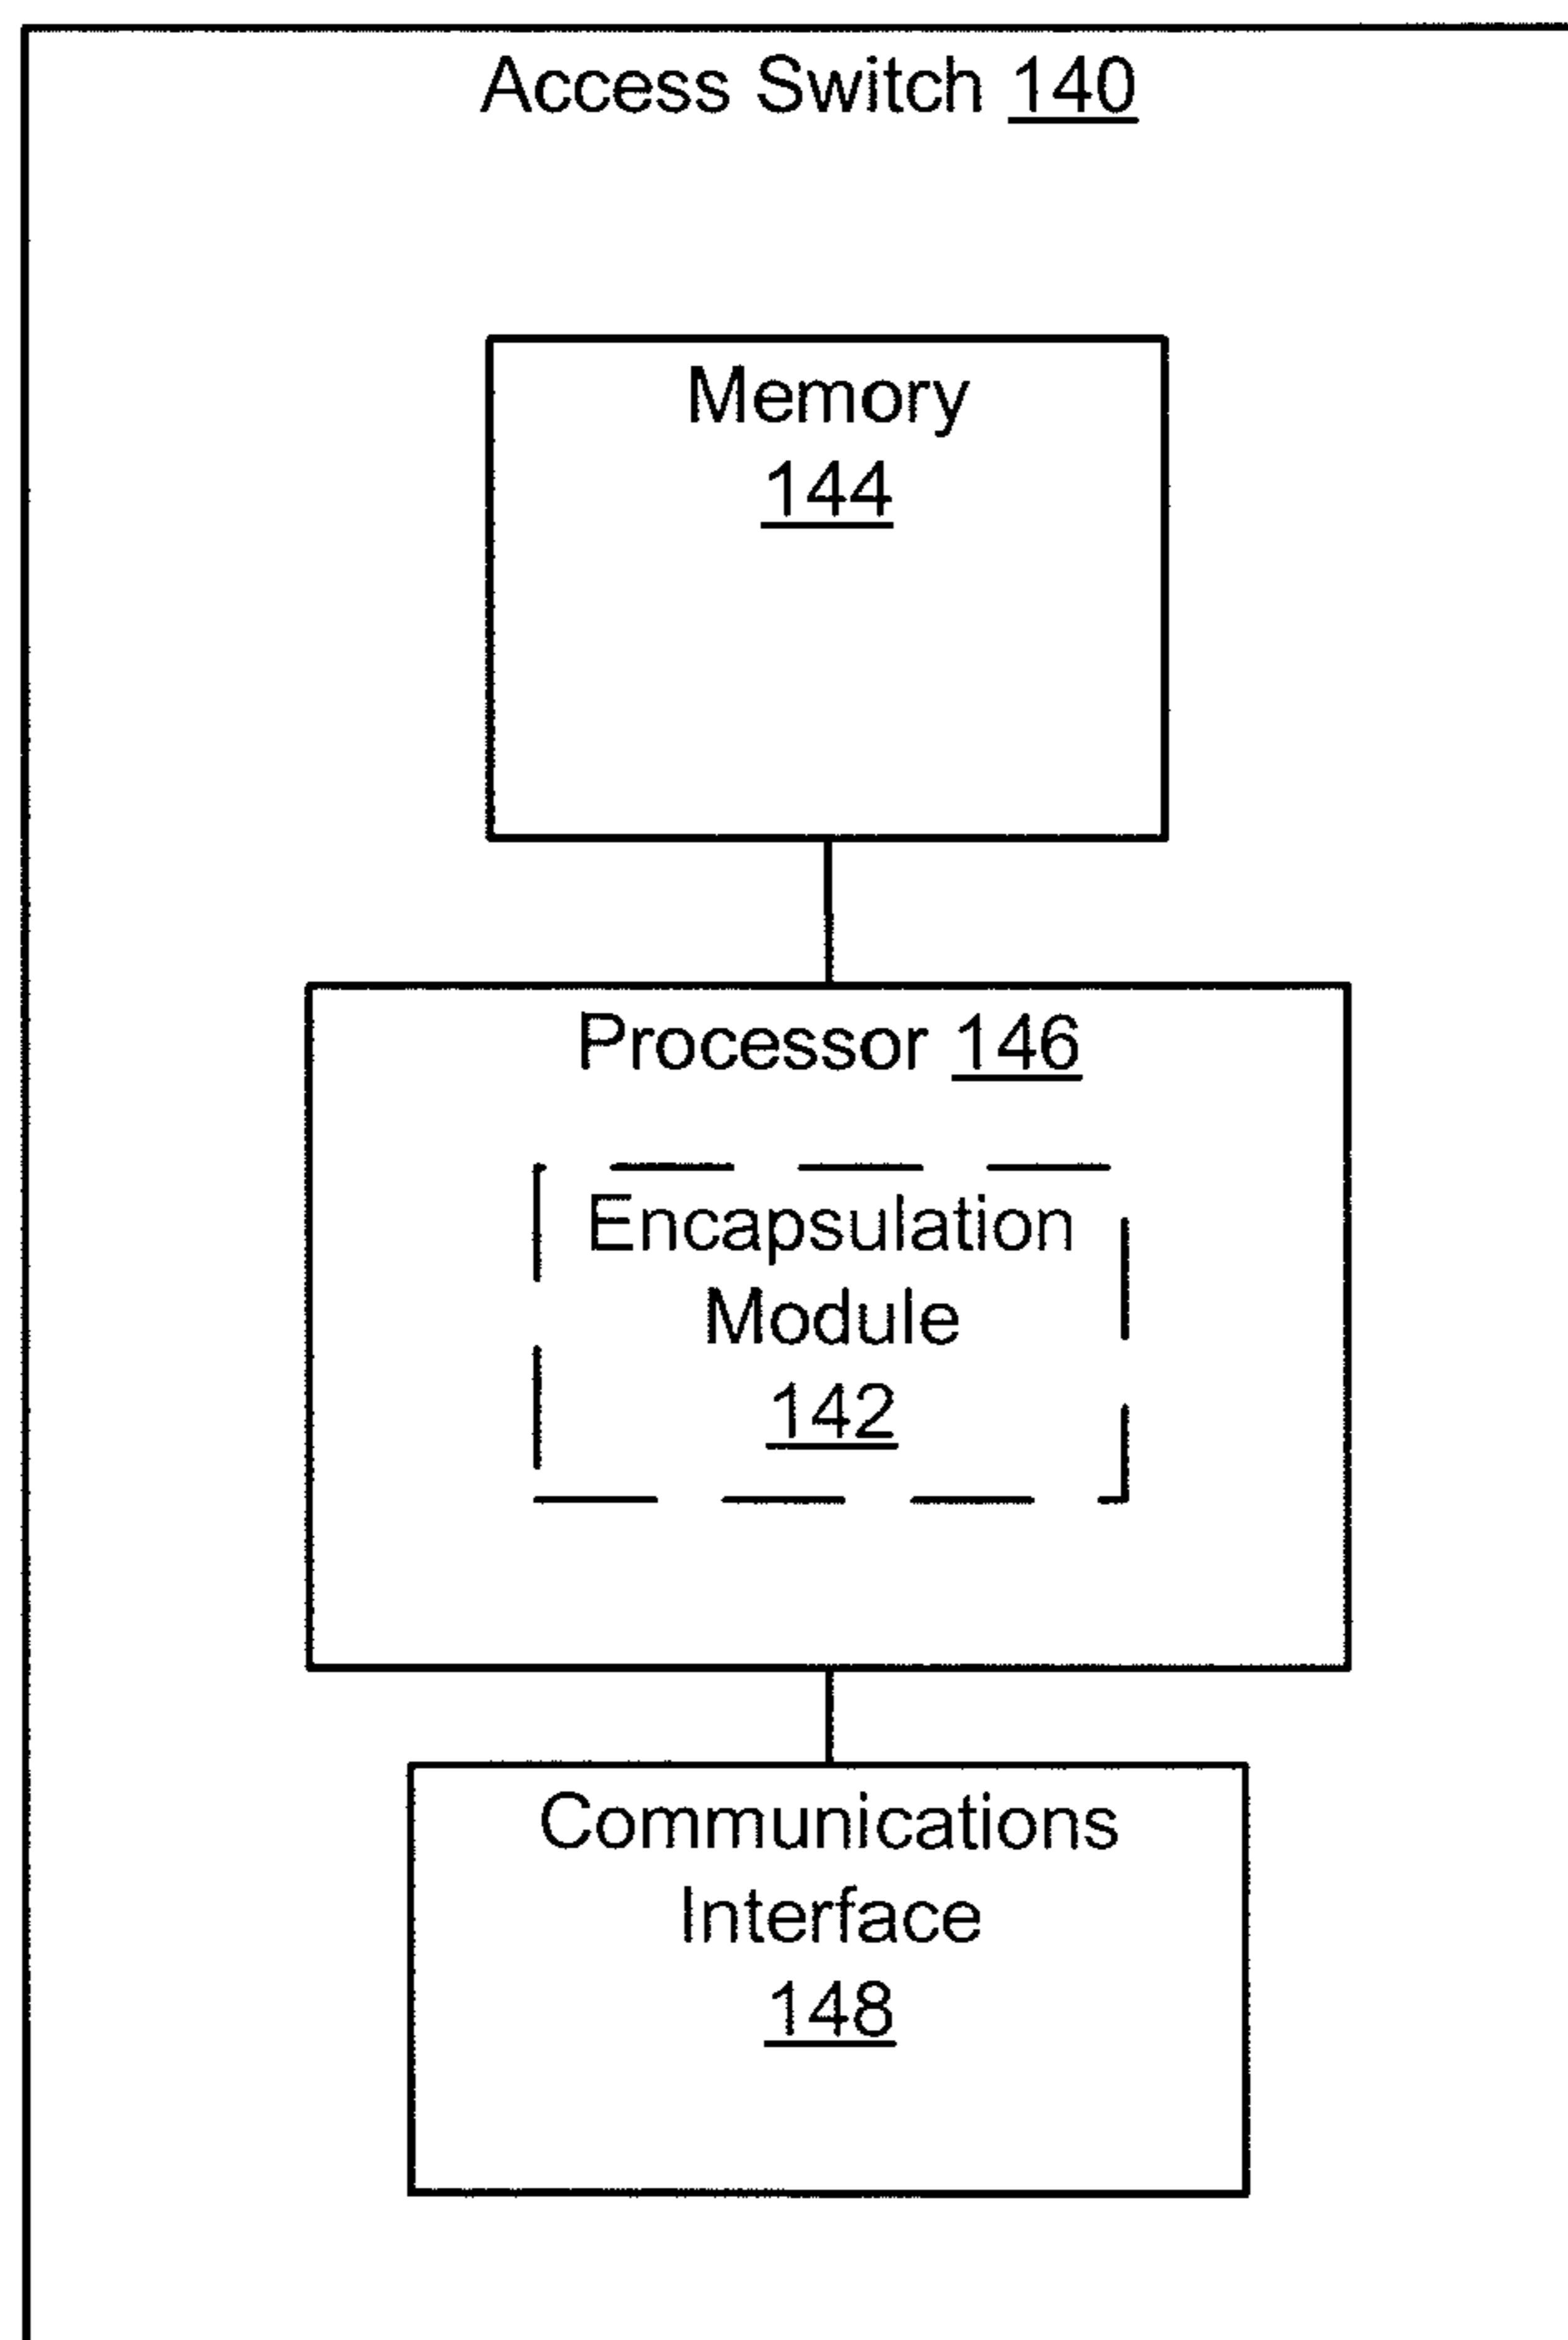 Access Switch 140
Memory
144
Processor 146
Encapsulation
Module
142
Communications
Interface
148